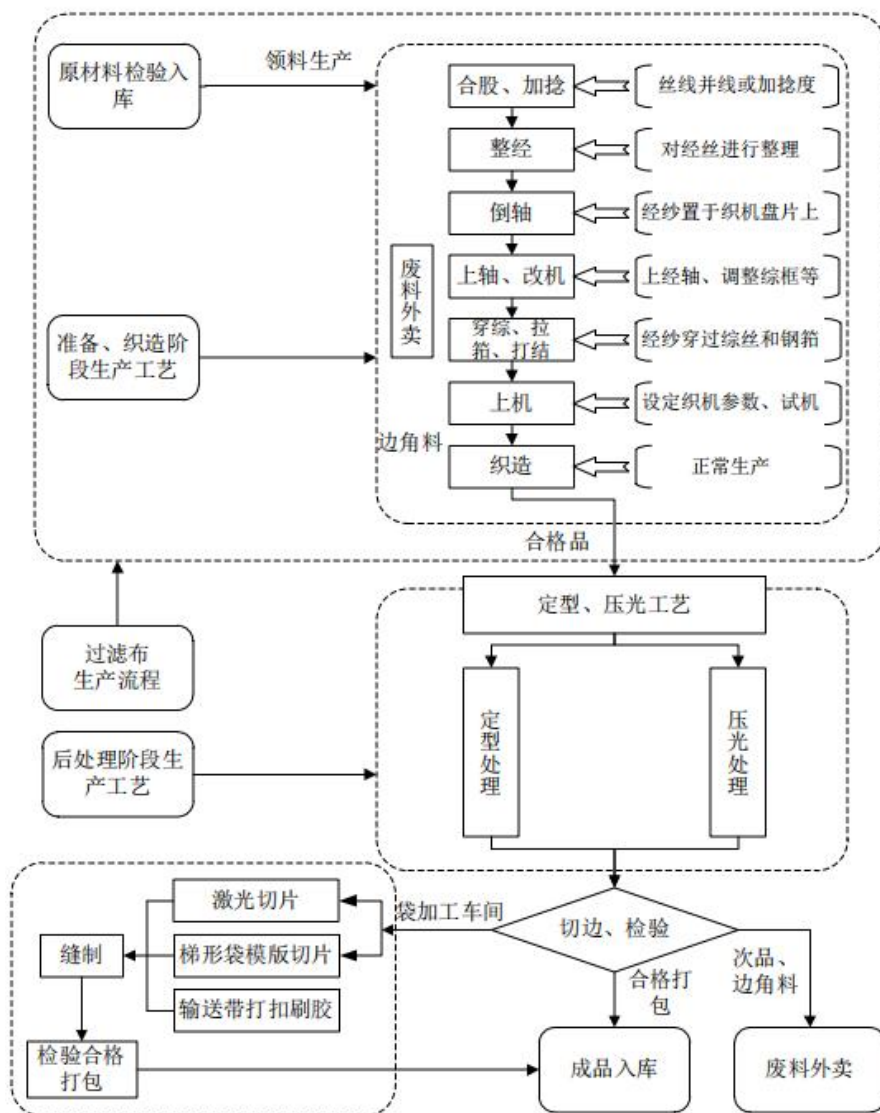 原材料检验入
库
领料生产
合股、加捻
丝线并线或加捻度
整经
对经丝进行整理
倒轴
经纱置于织机盘片上
废料外卖
上轴、改机
上经轴、调整综框等
准备、织造阶
段生产工艺
穿综、拉
筘、打结
经纱穿过综丝和钢筘
上机
设定织机参数、试机
边角料
织造
正常生产
合格品
定型、压光工艺
过滤布
生产流程
定型处理
压光处理
后处理阶段生
产工艺
激光切片
袋加工车间
切边、检验
缝制
梯形袋模版切片
次品、
边角料
合格打
包
输送带打扣刷胶
检验合格
打包
成品入库
废料外卖